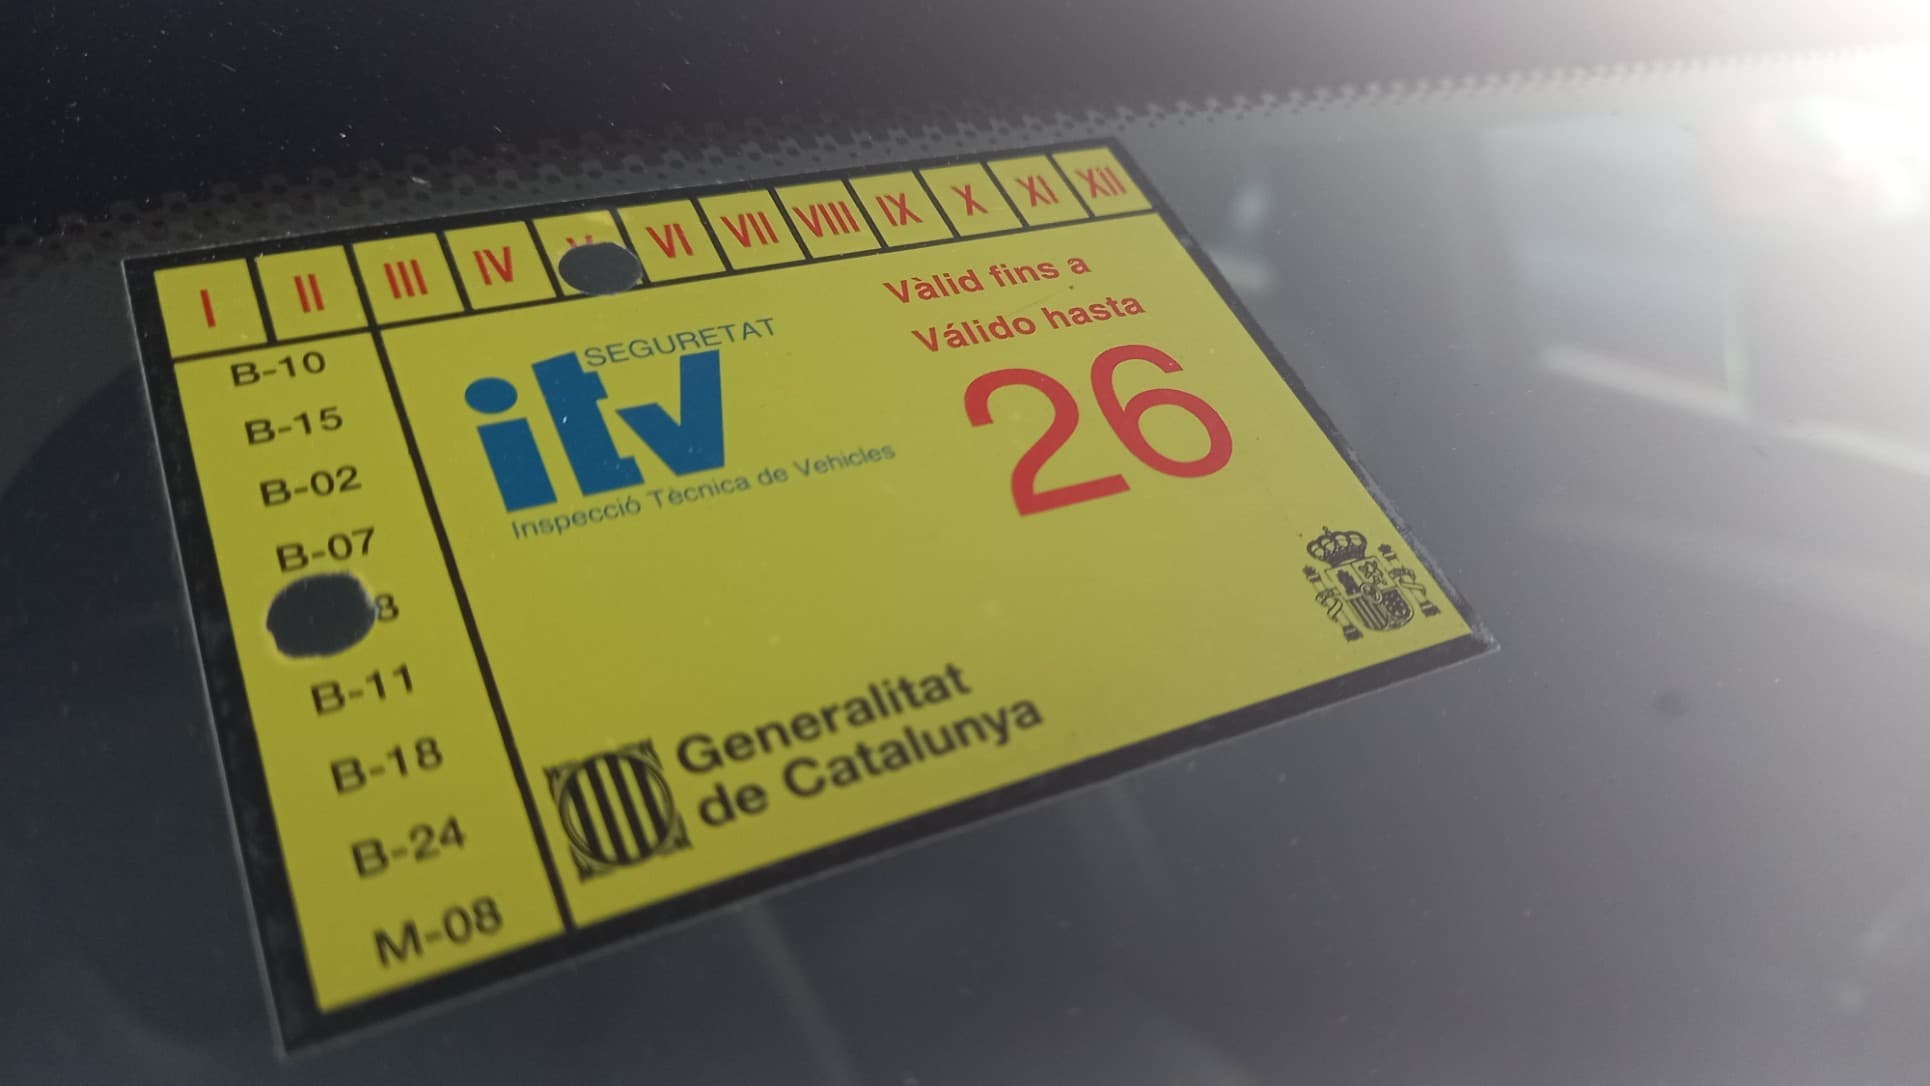 I II III IV V VI VII VIII IX X XI XII
B-10
B-15
B-02
B-07
8
B-11
B-18
B-24
M-08
SEGURETAT
itv
Inspecció Tècnica de Vehicles
Vàlid fins a
Válido hasta
26
Generalitat
de Catalunya